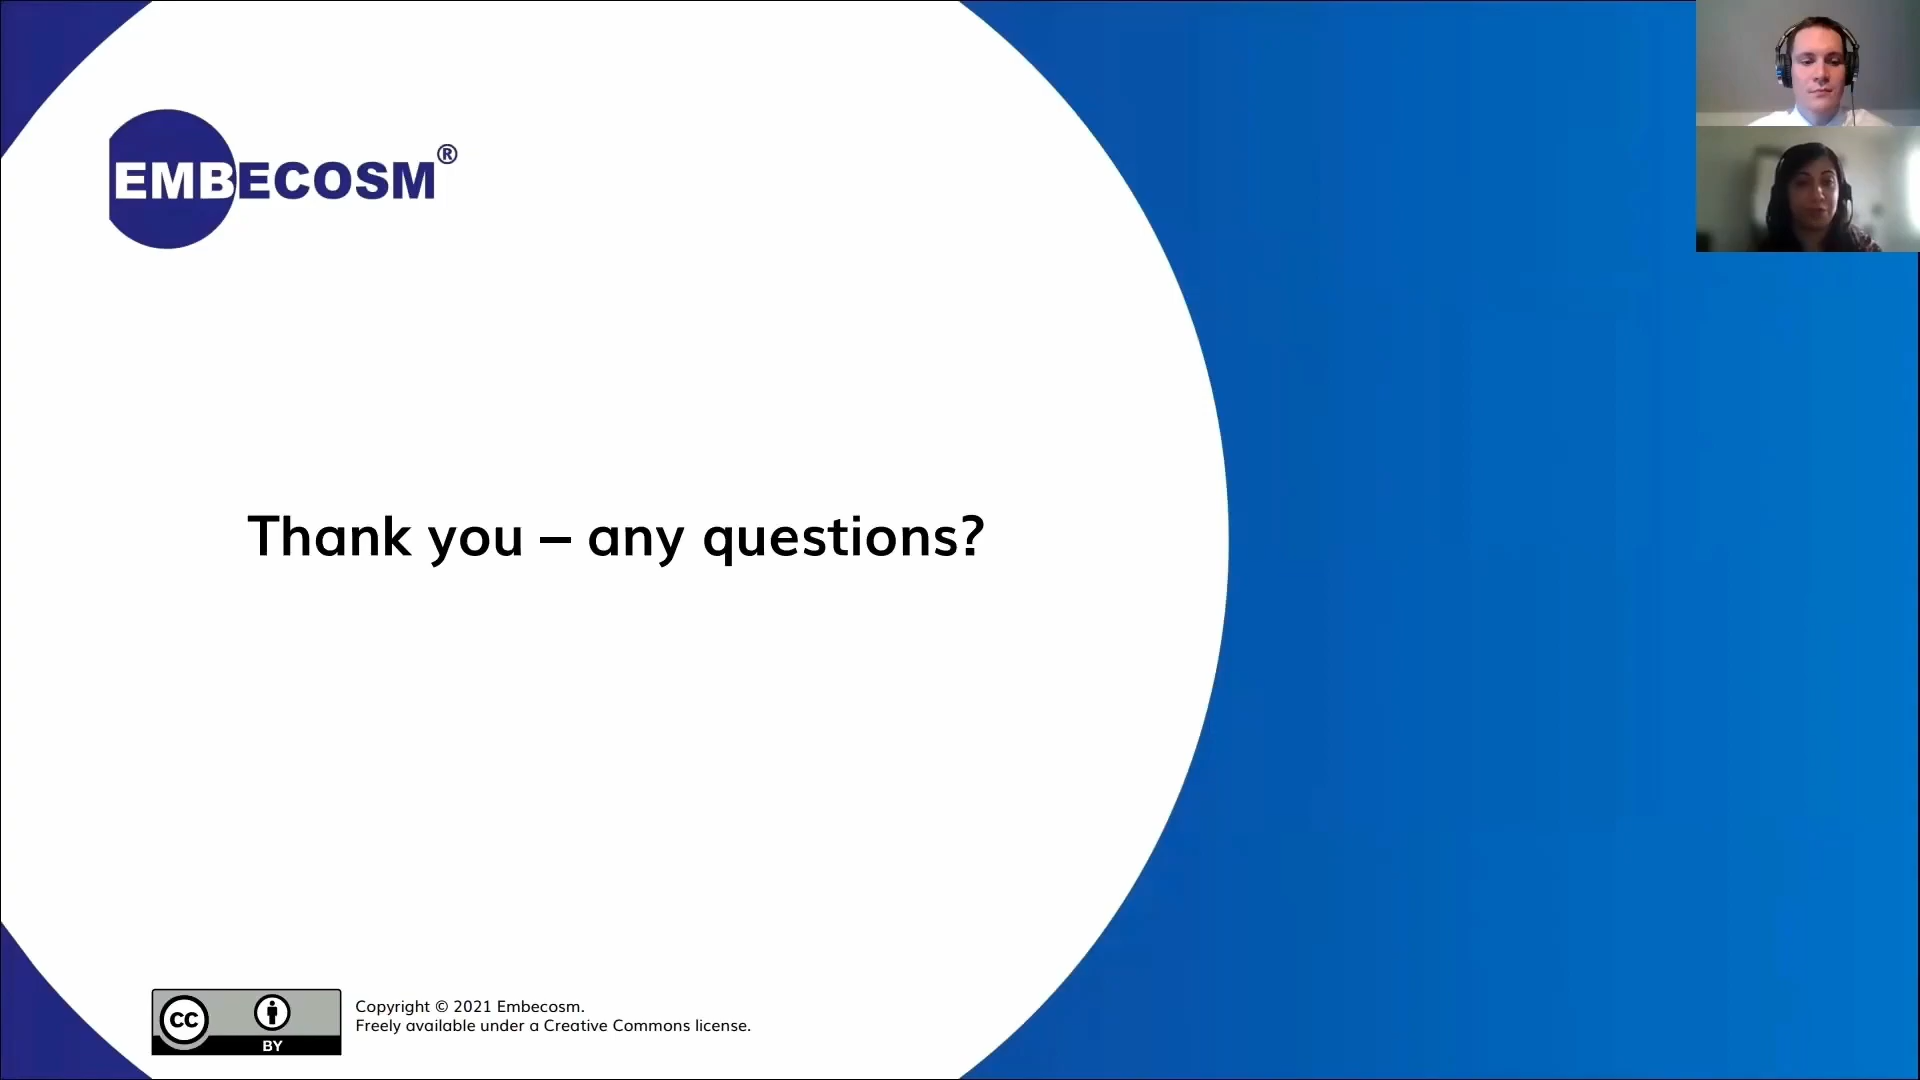 EMBECOSM®
Thank you – any questions?
CC
BY
Copyright © 2021 Embecosm.
Freely available under a Creative Commons license.